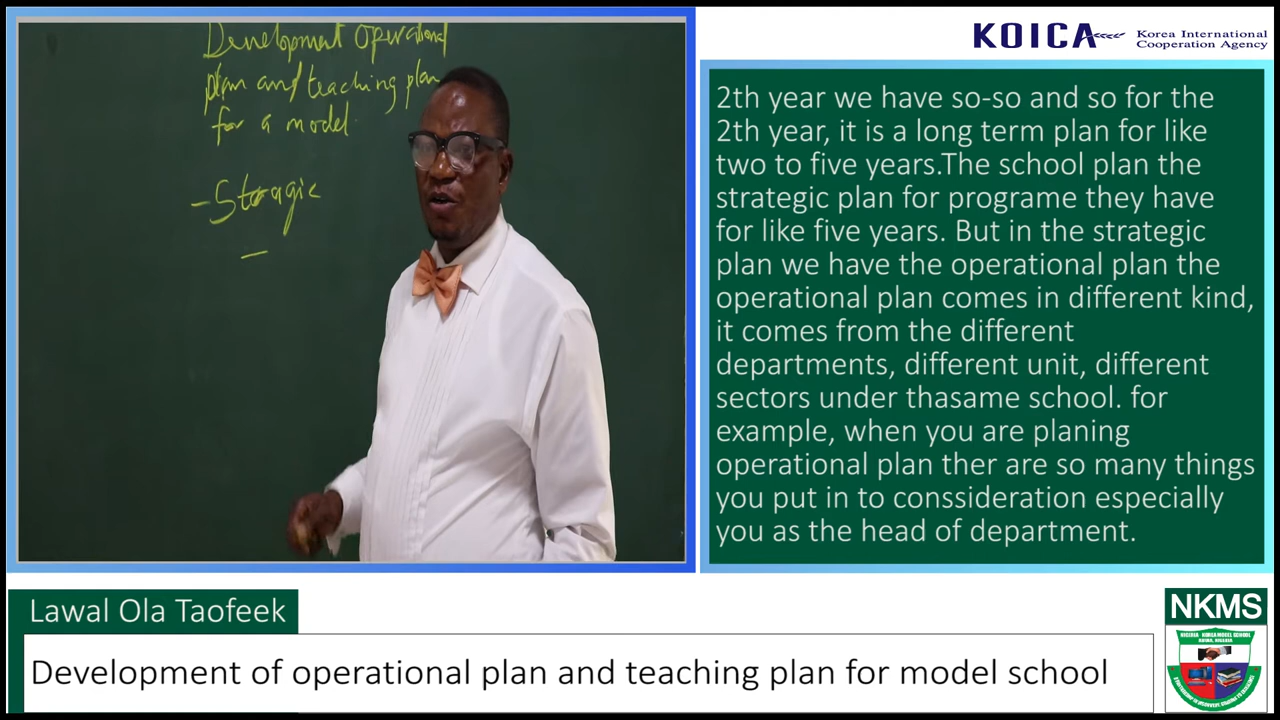 Development Operational
plan and teaching plan
for a model
- Stragic
KOICA
Korea International
Cooperation Agency
2th year we have so-so and so for the
2th year, it is a long term plan for like
two to five years.The school plan the
strategic plan for programe they have
for like five years. But in the strategic
plan we have the operational plan the
operational plan comes in different kind,
it comes from the different
departments, different unit, different
sectors under thasame school. for
example, when you are planing
operational plan ther are so many things
you put in to conssideration especially
you as the head of department.
Lawal Ola Taofeek
Development of operational plan and teaching plan for model school
NKMS
NIGERIA KOREA MODEL SCHOOL
ABUJA, NIGERIA